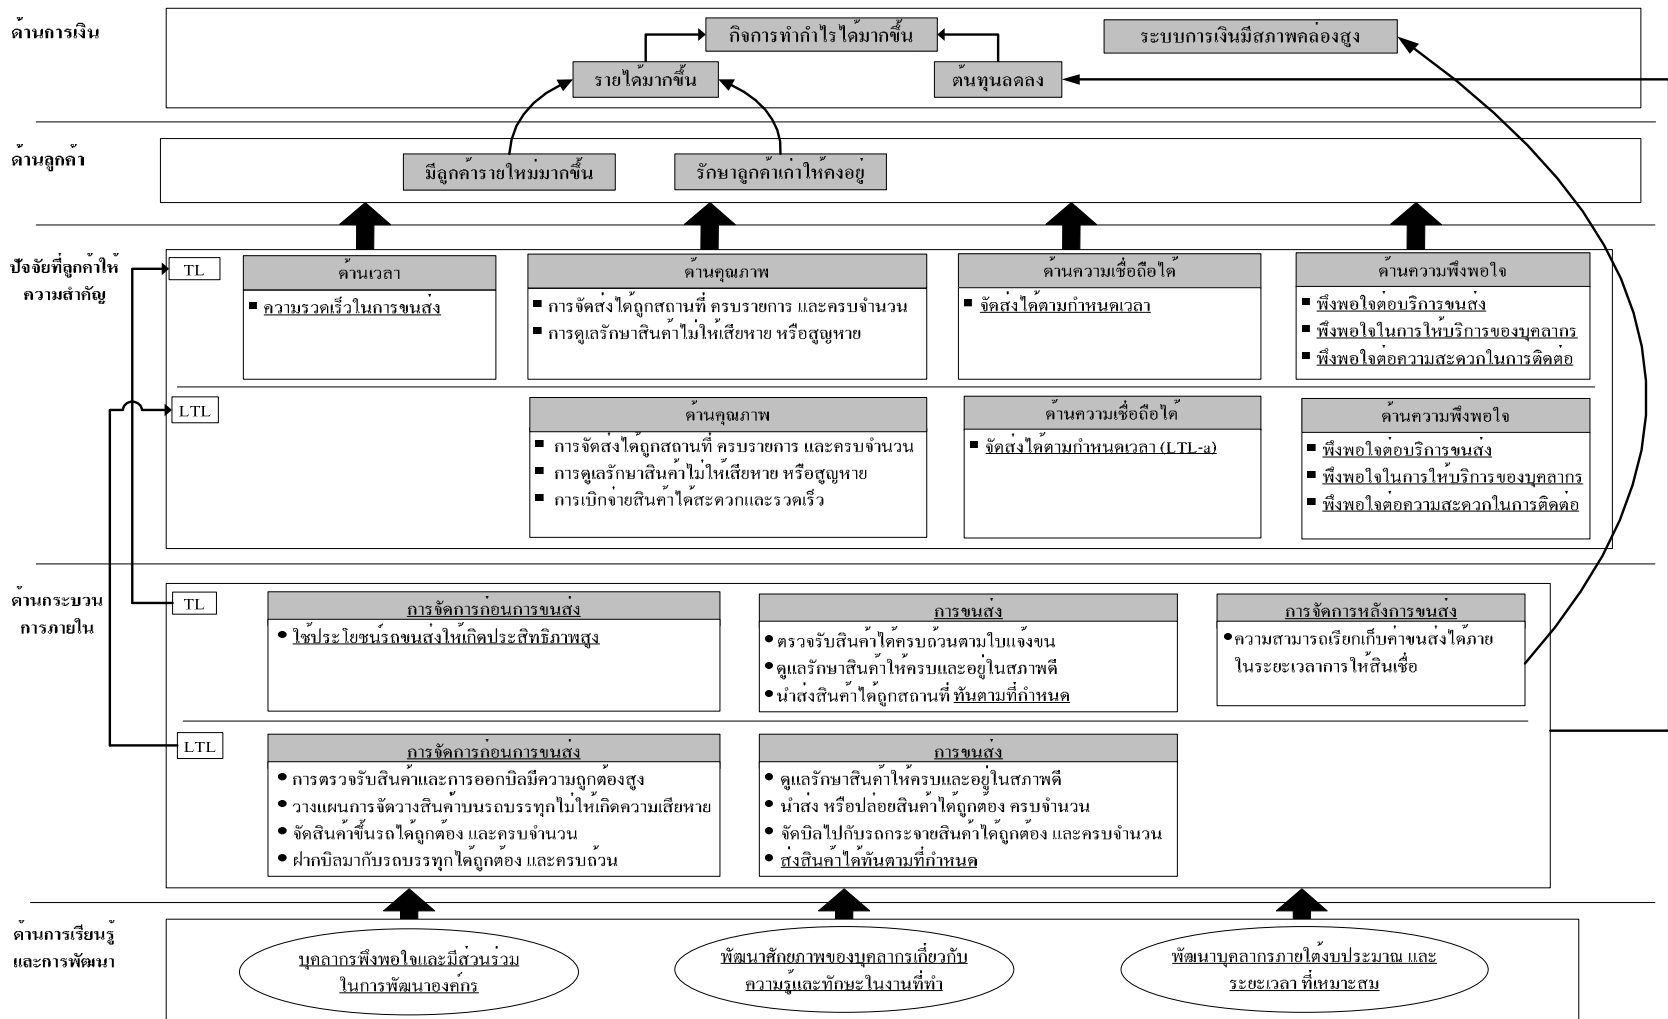 ด้านการเงิน
กิจการทำกำไรได้มากขึ้น
ระบบการเงินมีสภาพคล่องสูง
รายได้มากขึ้น
ต้นทุนลดลง
ด้านลูกค้า
มีลูกค้ารายใหม่มากขึ้น
รักษาลูกค้าเก่าให้คงอยู่
ปัจจัยที่ลูกค้าให้
ความสำคัญ
TL
ด้านเวลา
■ ความรวดเร็วในการขนส่ง
ด้านคุณภาพ
■ การจัดส่งได้ถูกสถานที่ ครบรายการ และครบจำนวน
■ การดูแลรักษาสินค้าไม่ให้เสียหาย หรือสูญหาย
ด้านความเชื่อถือได้
■ จัดส่งได้ตามกำหนดเวลา
ด้านความพึงพอใจ
■ พึงพอใจต่อบริการขนส่ง
■ พึงพอใจในการให้บริการของบุคลากร
■ พึงพอใจต่อความสะดวกในการติดต่อ
LTL
ด้านคุณภาพ
■ การจัดส่งได้ถูกสถานที่ ครบรายการ และครบจำนวน
■ การดูแลรักษาสินค้าไม่ให้เสียหาย หรือสูญหาย
■ การเบิกจ่ายสินค้าได้สะดวกและรวดเร็ว
ด้านความเชื่อถือได้
■ จัดส่งได้ตามกำหนดเวลา (LTL-a)
ด้านความพึงพอใจ
■ พึงพอใจต่อบริการขนส่ง
■ พึงพอใจในการให้บริการของบุคลากร
■ พึงพอใจต่อความสะดวกในการติดต่อ
ด้านกระบวน
การภายใน
TL
การจัดการก่อนการขนส่ง
● ใช้ประโยชน์รถขนส่งให้เกิดประสิทธิภาพสูง
การขนส่ง
● ตรวจรับสินค้าได้ครบถ้วนตามใบแจ้งขน
● ดูแลรักษาสินค้าให้ครบและอยู่ในสภาพดี
● นำส่งสินค้าได้ถูกสถานที่ ทันตามที่กำหนด
การจัดการหลังการขนส่ง
● ความสามารถเรียกเก็บค่าขนส่งได้ภาย
ในระยะเวลาการให้สินเชื่อ
LTL
การจัดการก่อนการขนส่ง
● การตรวจรับสินค้าและการออกบิลมีความถูกต้องสูง
● วางแผนการจัดวางสินค้าบนรถบรรทุกไม่ให้เกิดความเสียหาย
● จัดสินค้าขึ้นรถได้ถูกต้อง และครบจำนวน
● ฝากบิลมากับรถบรรทุกได้ถูกต้อง และครบถ้วน
การขนส่ง
● ดูแลรักษาสินค้าให้ครบและอยู่ในสภาพดี
● นำส่ง หรือปล่อยสินค้าได้ถูกต้อง ครบจำนวน
● จัดบิลไปกับรถกระจายสินค้าได้ถูกต้อง และครบจำนวน
● ส่งสินค้าได้ทันตามที่กำหนด
ด้านการเรียนรู้
และการพัฒนา
บุคลากรพึงพอใจและมีส่วนร่วม
ในการพัฒนาองค์กร
พัฒนาศักยภาพของบุคลากรเกี่ยวกับ
ความรู้และทักษะในงานที่ทำ
พัฒนาบุคลากรภายใต้งบประมาณ และ
ระยะเวลา ที่เหมาะสม